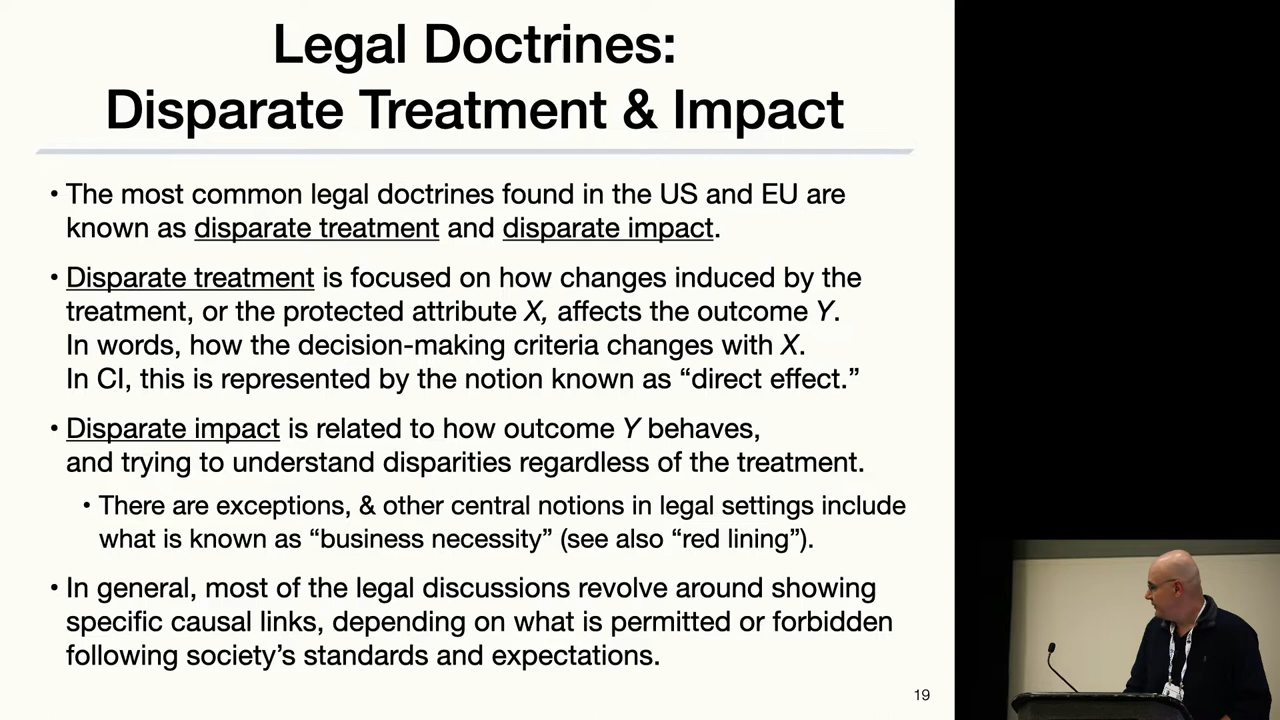 Legal Doctrines:
Disparate Treatment & Impact
• The most common legal doctrines found in the US and EU are
known as disparate treatment and disparate impact.
• Disparate treatment is focused on how changes induced by the
treatment, or the protected attribute X, affects the outcome Y.
In words, how the decision-making criteria changes with X.
In CI, this is represented by the notion known as “direct effect.”
• Disparate impact is related to how outcome Y behaves,
and trying to understand disparities regardless of the treatment.
• There are exceptions, & other central notions in legal settings include
what is known as “business necessity” (see also “red lining”).
• In general, most of the legal discussions revolve around showing
specific causal links, depending on what is permitted or forbidden
following society’s standards and expectations.
19